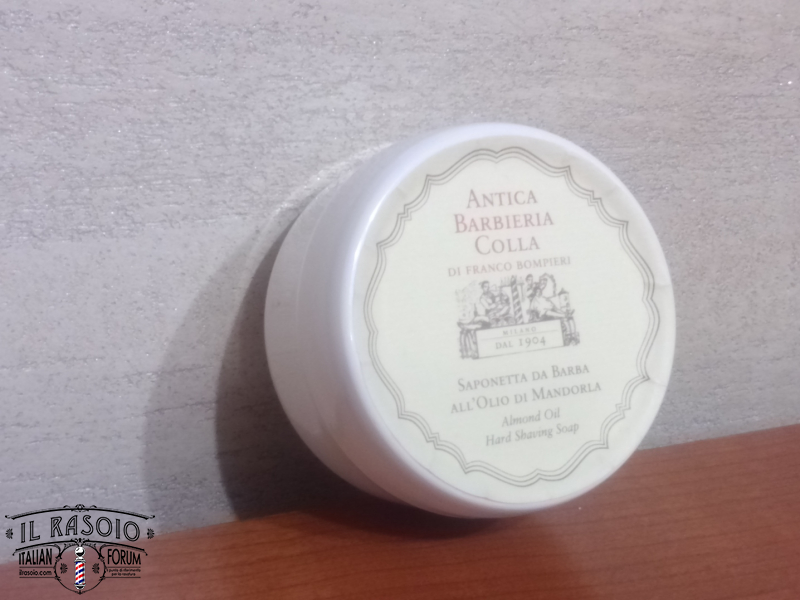 ANTICA
BARBIERIA
COLLA
DI FRANCO BOMPIERI
MILANO
DAL 1904
SAPONETTA DA BARBA
ALL'OLIO DI MANDORLA
Almond Oil
Hard Shaving Soap
IL RASOIO
ITALIAN FORUM
ilrasoio.com